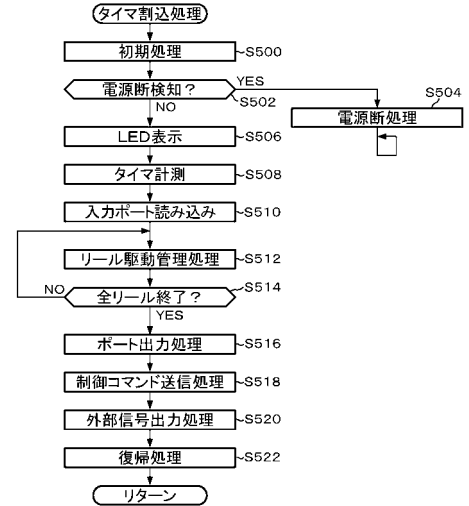 タイマ割込処理
初期処理
S500
電源断検知?
YES
S502
NO
S504
電源断処理
LED表示
S506
タイマ計測
S508
入力ポート読み込み
S510
リール駆動管理処理
S512
NO
全リール終了?
S514
YES
ポート出力処理
S516
制御コマンド送信処理
S518
外部信号出力処理
S520
復帰処理
S522
リターン